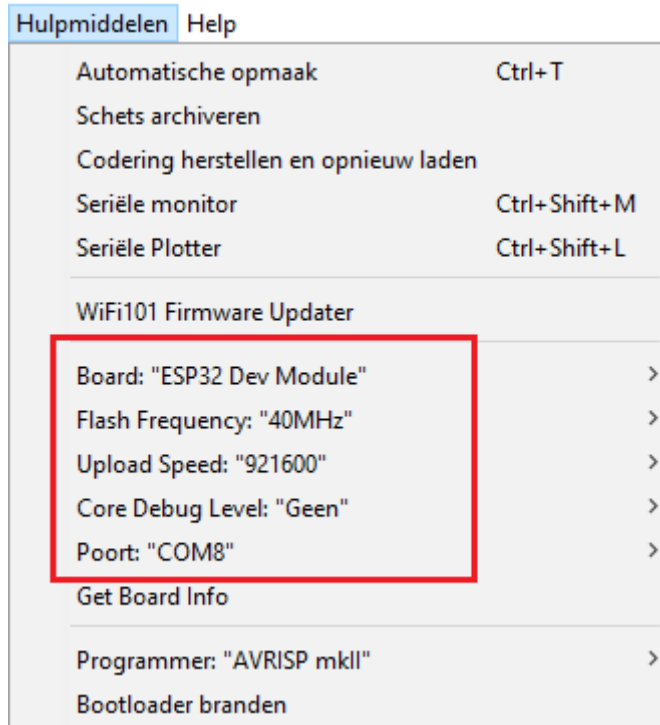 Hulpmiddelen Help
Automatische opmaak Ctrl+T
Schets archiveren
Codering herstellen en opnieuw laden
Seriële monitor Ctrl+Shift+M
Seriële Plotter Ctrl+Shift+L
WiFi101 Firmware Updater
Board: "ESP32 Dev Module"
Flash Frequency: "40MHz"
Upload Speed: "921600"
Core Debug Level: "Geen"
Poort: "COM8"
Get Board Info
Programmer: "AVRISP mkII"
Bootloader branden